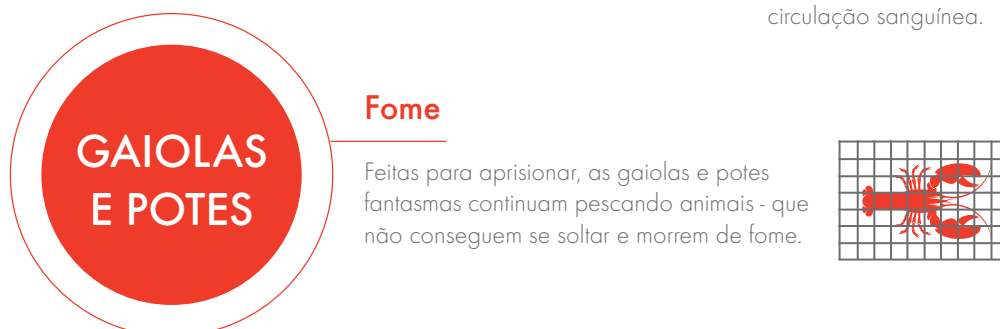 circulação sanguínea.
GAIOLAS
E POTES
Fome
Feitas para aprisionar, as gaiolas e potes
fantasmas continuam pescando animais - que
não conseguem se soltar e morrem de fome.